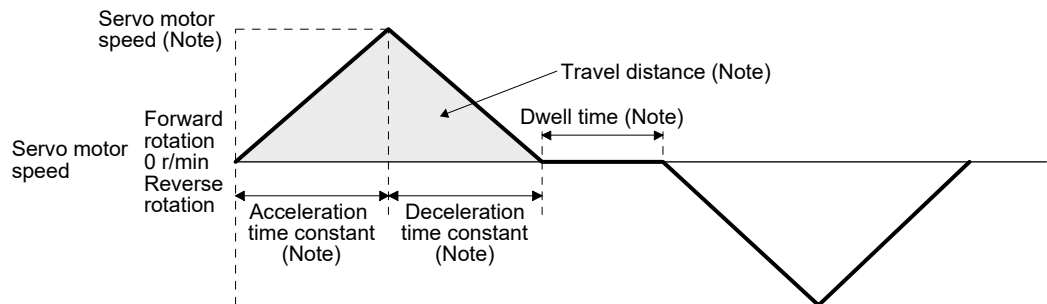 Servo motor
speed (Note)
Travel distance (Note)
Dwell time (Note)
Forward
rotation
0 r/min
Reverse
rotation
Servo motor
speed
Acceleration
time constant
(Note)
Deceleration
time constant
(Note)